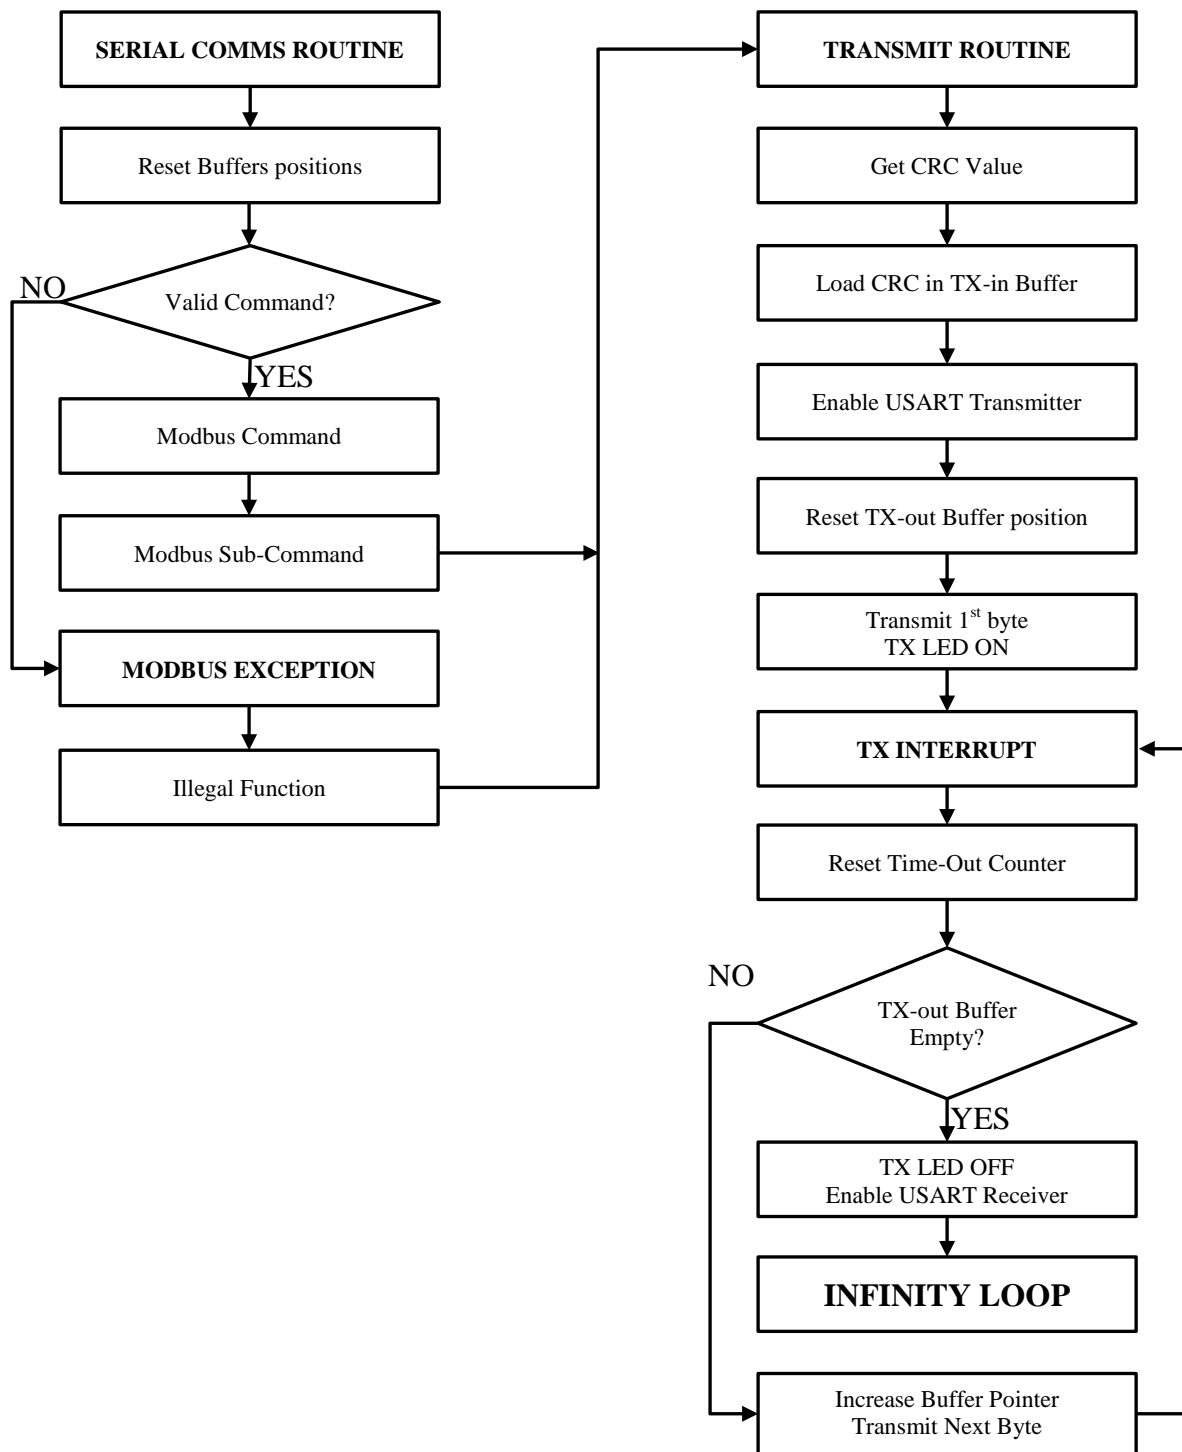 SERIAL COMMS ROUTINE
Reset Buffers positions
NO
Valid Command?
YES
Modbus Command
Modbus Sub-Command
MODBUS EXCEPTION
Illegal Function
TRANSMIT ROUTINE
Get CRC Value
Load CRC in TX-in Buffer
Enable USART Transmitter
Reset TX-out Buffer position
Transmit 1st byte
TX LED ON
TX INTERRUPT
Reset Time-Out Counter
NO
TX-out Buffer
Empty?
YES
TX LED OFF
Enable USART Receiver
INFINITY LOOP
Increase Buffer Pointer
Transmit Next Byte